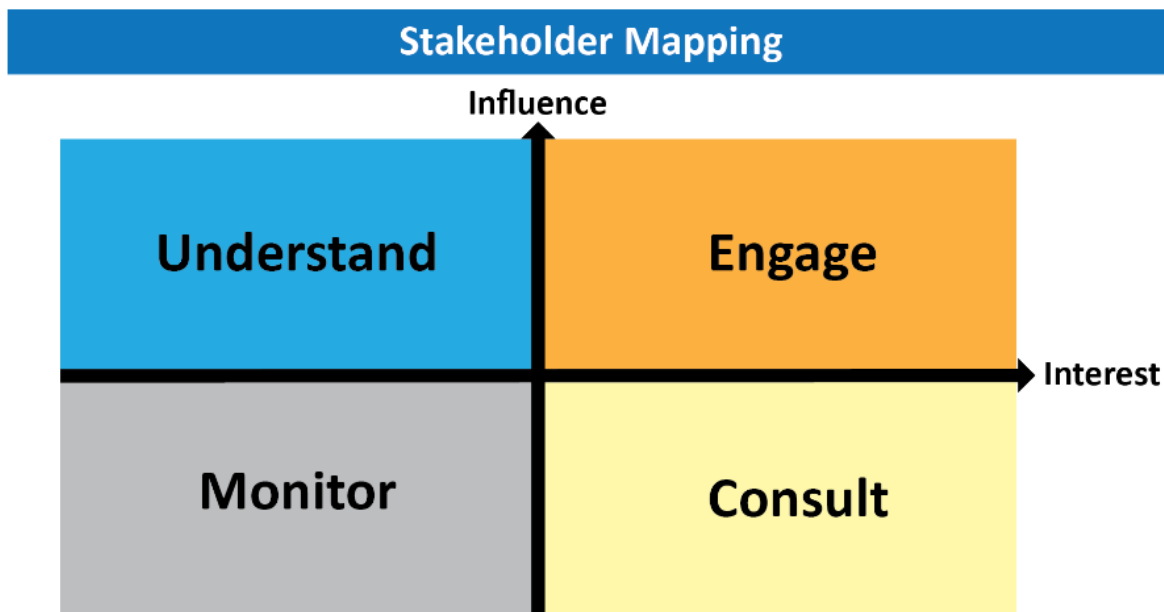 Stakeholder Mapping
Influence
Understand
Engage
Interest
Monitor
Consult